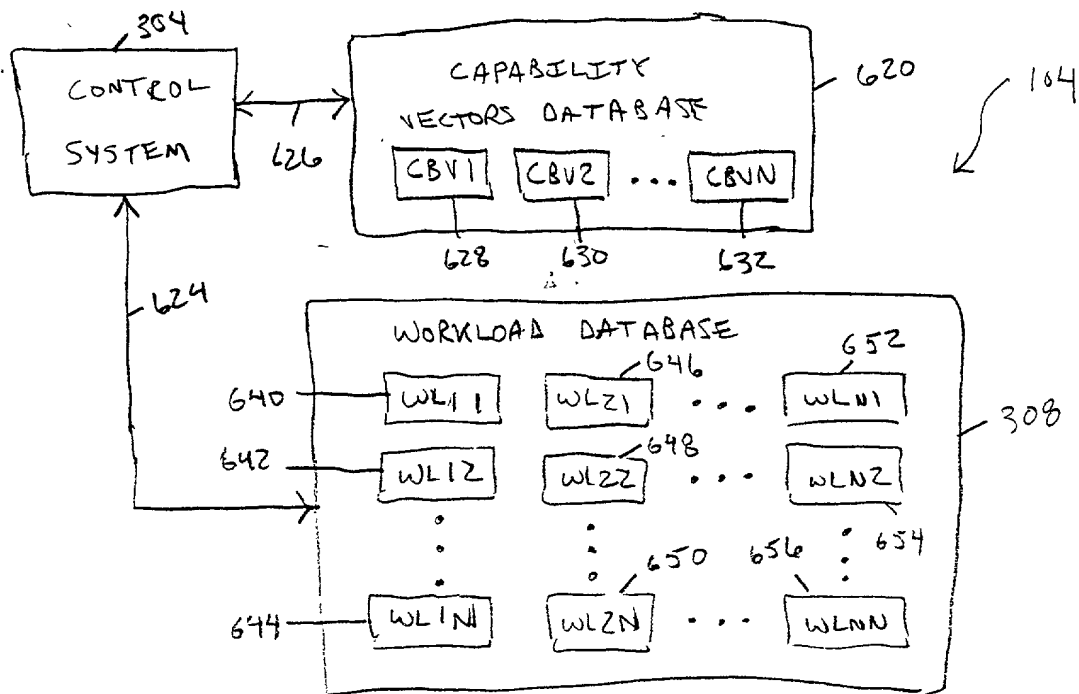 304
CONTROL
SYSTEM
626
CAPABILITY
VECTORS DATABASE
CBV1 CBV2 ... CBVN
620
104
628 630 632
624
WORKLOAD DATABASE
646 652
640 WL11 WL21 ... WLN1
308
642 648
WL12 WL22 ... WLN2
654
650 656
644 WL1N WL2N ... WLNN